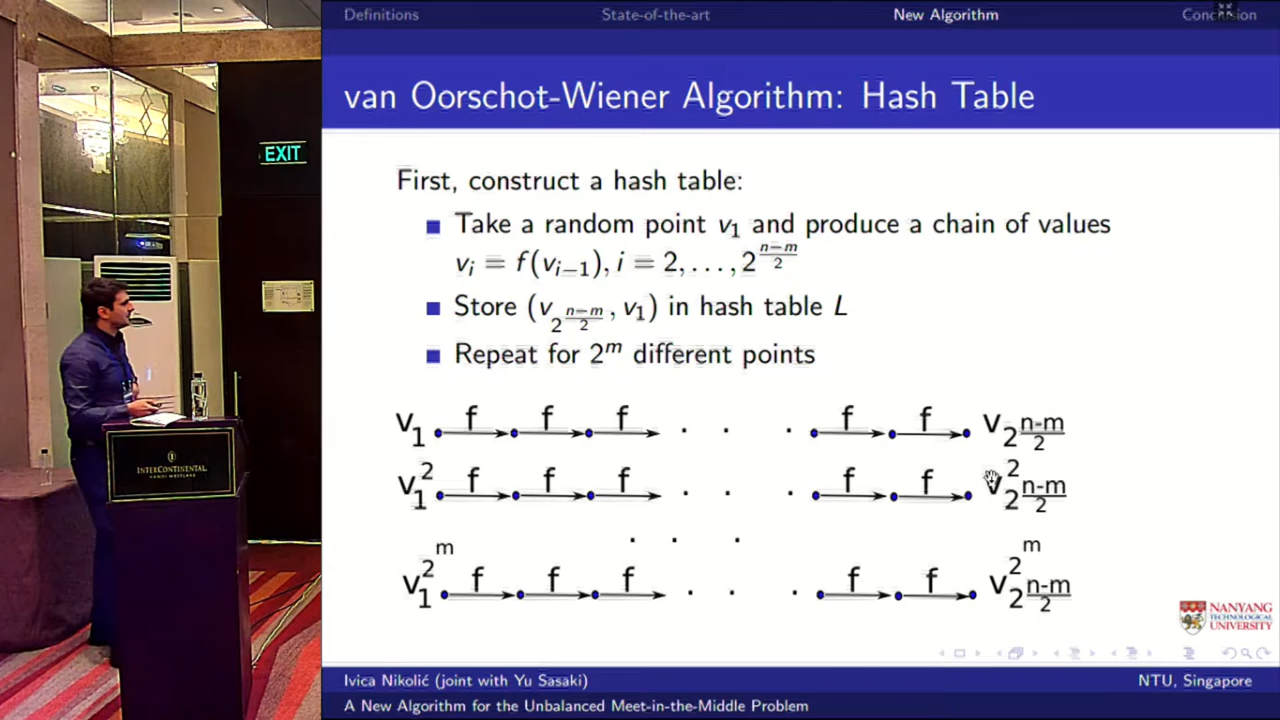 Definitions State-of-the-art New Algorithm Conclusion
van Oorschot-Wiener Algorithm: Hash Table
EXIT
First, construct a hash table:
Take a random point v₁ and produce a chain of values
vᵢ = f(vᵢ₋₁), i = 2, . . . , 2^((n−m)/2)
Store (v_{2^((n−m)/2)}, v₁) in hash table L
Repeat for 2^m different points
v₁ f f f . . . f f v_{2^((n-m)/2)}
v₁² f f f . . . f f v²_{2^((n-m)/2)}
. . .
v₁^(2^m) f f f . . . f f v^(2^m)_{2^((n-m)/2)}
INTERCONTINENTAL
NANYANG
TECHNOLOGICAL
UNIVERSITY
Ivica Nikolić (joint with Yu Sasaki) NTU, Singapore
A New Algorithm for the Unbalanced Meet-in-the-Middle Problem